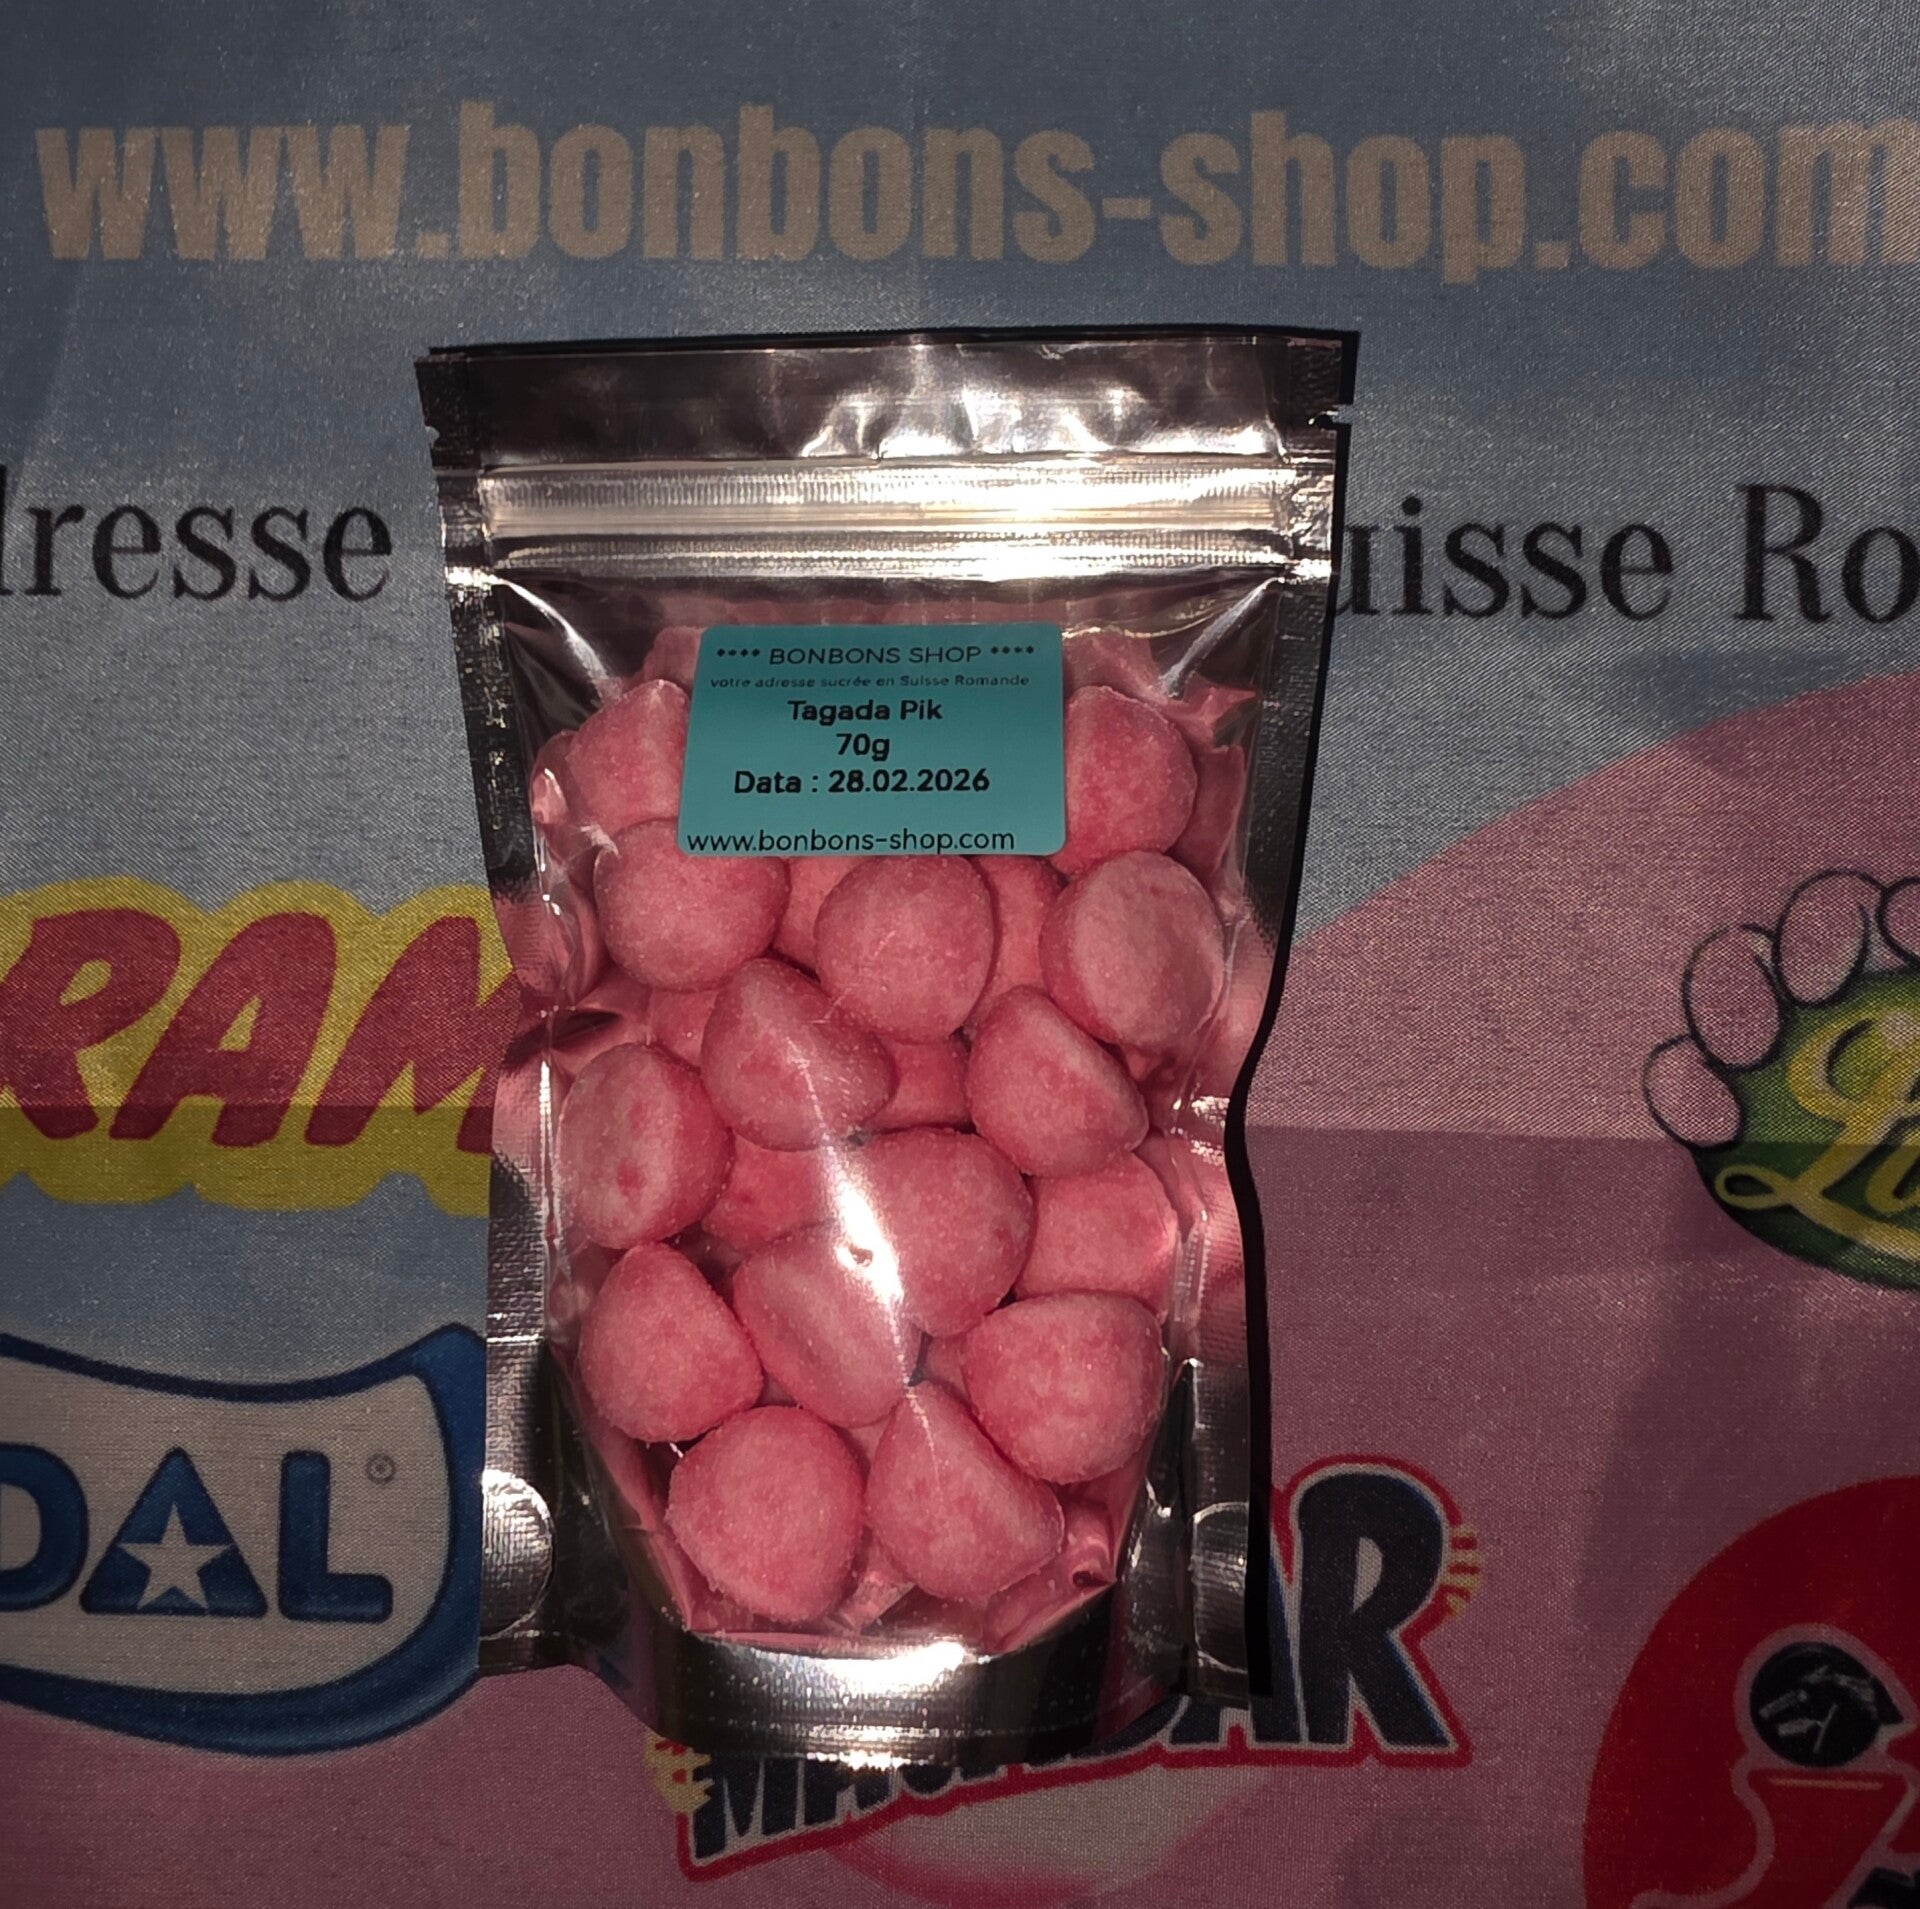 www.bonbons-shop.com
dresse uisse Ro
**** BONBONS SHOP ****
votre adresse sucrée en Suisse Romande
Tagada Pik
70g
Data : 28.02.2026
www.bonbons-shop.com
RAM
DAL®